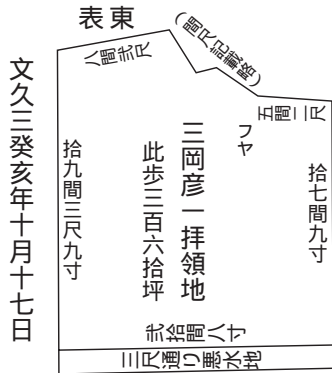 東表
(間尺記載略)
八間弐尺
五間二尺
フヤ
拾七間九寸
三岡彦一拝領地
此歩三百六拾坪
拾九間三尺九寸
弐拾間八寸
三尺通り悪水地
文久三癸亥年十月十七日